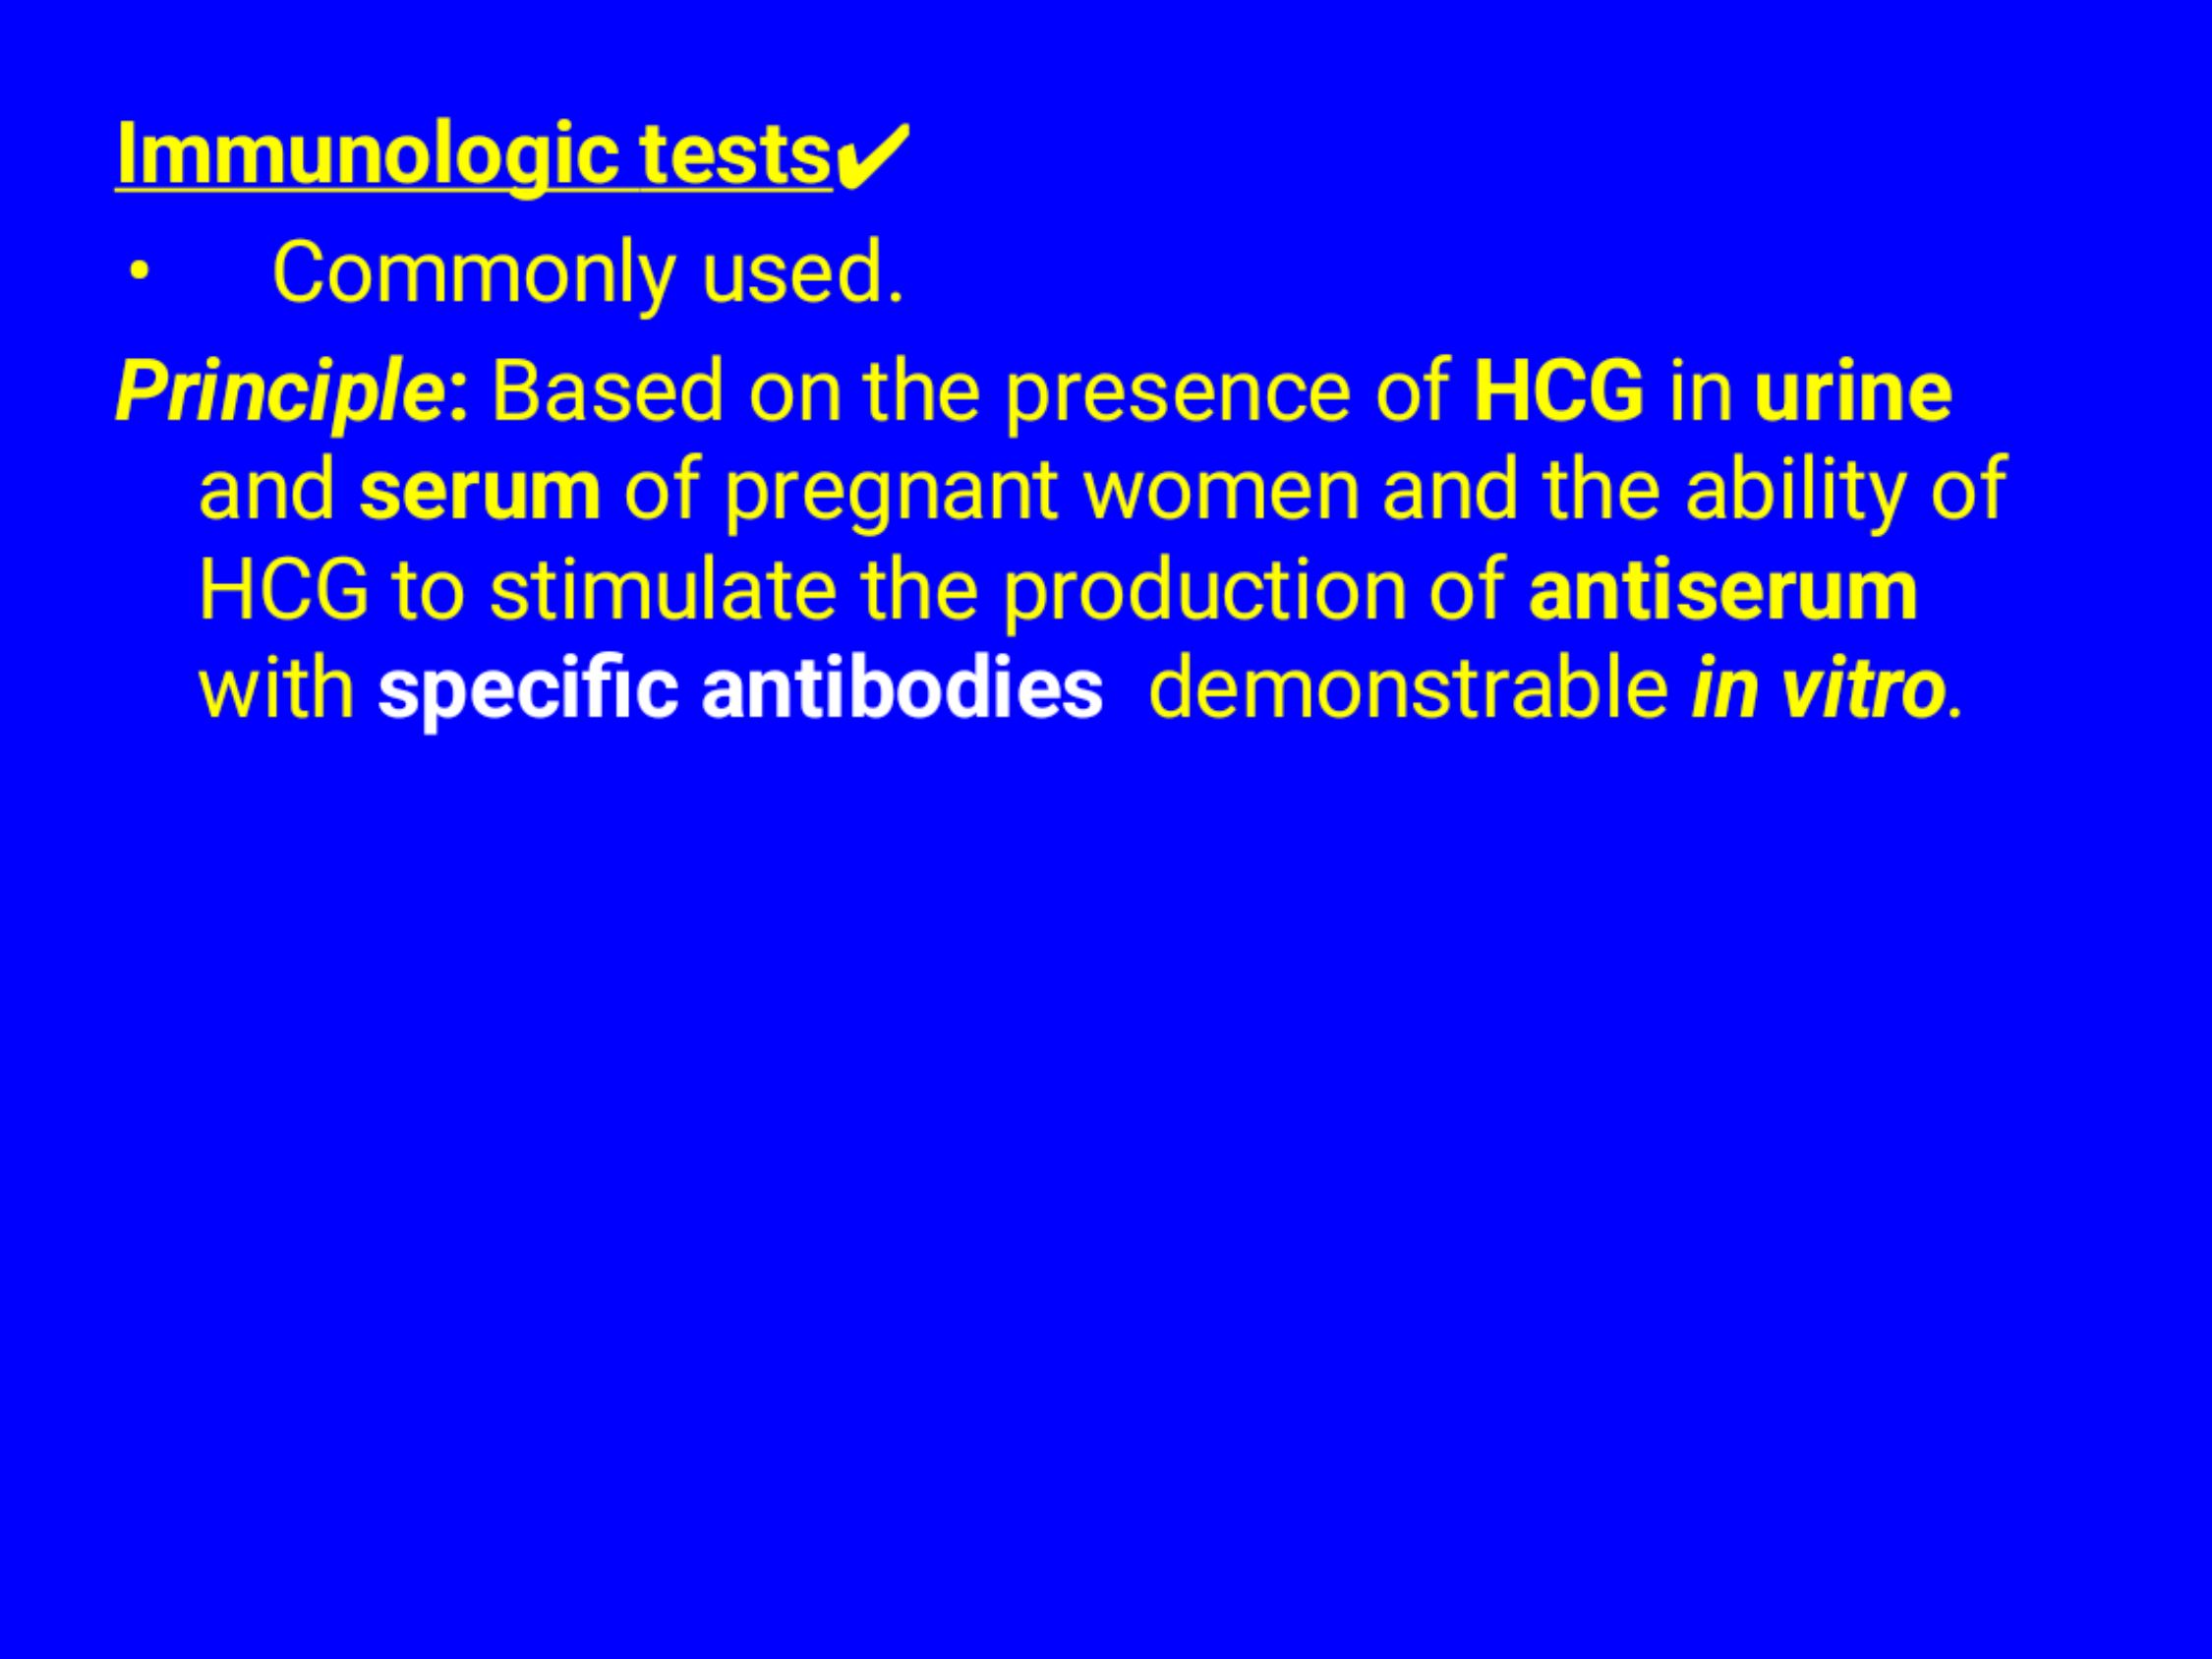 Immunologic tests✔
• Commonly used.
Principle: Based on the presence of HCG in urine
and serum of pregnant women and the ability of
HCG to stimulate the production of antiserum
with specific antibodies demonstrable in vitro.